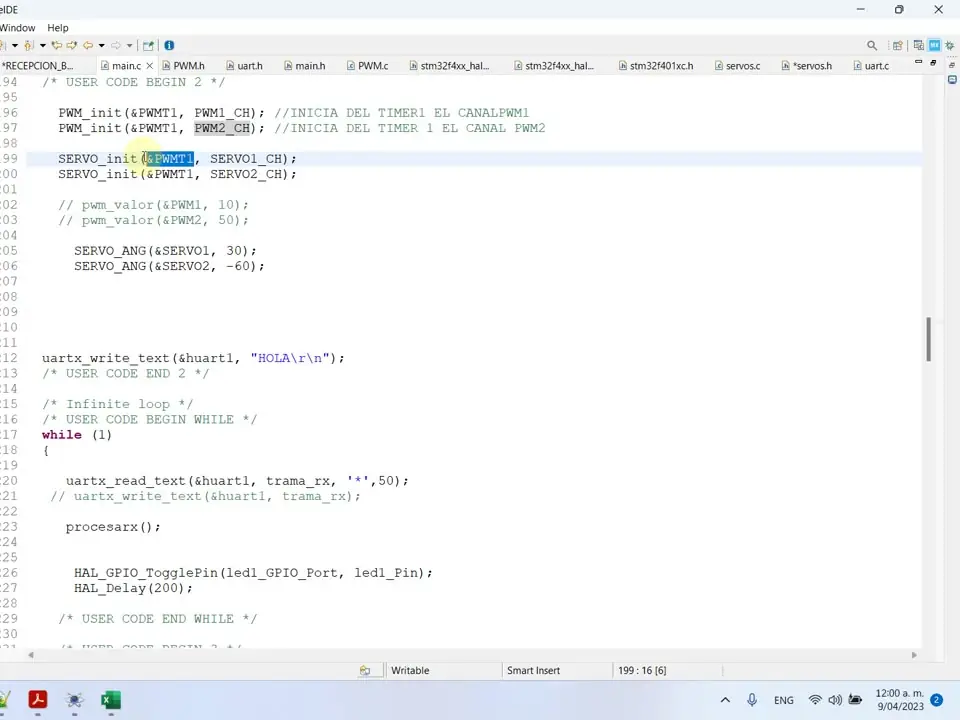 eIDE
Window Help
*RECEPCION_B... main.c PWM.h uart.h main.h PWM.c stm32f4xx_hal... stm32f4xx_hal... stm32f401xc.h servos.c *servos.h uart.c
194 /* USER CODE BEGIN 2 */
195
196 PWM_init(&PWMT1, PWM1_CH); //INICIA DEL TIMER1 EL CANALPWM1
197 PWM_init(&PWMT1, PWM2_CH); //INICIA DEL TIMER 1 EL CANAL PWM2
198
199 SERVO_init(&PWMT1, SERVO1_CH);
200 SERVO_init(&PWMT1, SERVO2_CH);
201
202 // pwm_valor(&PWM1, 10);
203 // pwm_valor(&PWM2, 50);
204
205 SERVO_ANG(&SERVO1, 30);
206 SERVO_ANG(&SERVO2, -60);
207
208
209
210
211
212 uartx_write_text(&huart1, "HOLA\r\n");
213 /* USER CODE END 2 */
214
215 /* Infinite loop */
216 /* USER CODE BEGIN WHILE */
217 while (1)
218 {
219
220 uartx_read_text(&huart1, trama_rx, '*',50);
221 // uartx_write_text(&huart1, trama_rx);
222
223 procesarx();
224
225
226 HAL_GPIO_TogglePin(led1_GPIO_Port, led1_Pin);
227 HAL_Delay(200);
228
229 /* USER CODE END WHILE */
230
Writable Smart Insert 199 : 16 [6]
ENG 12:00 a. m.
9/04/2023 2